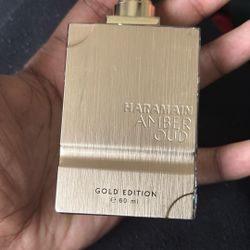 HARAMAIN
AMBER
OUD
GOLD EDITION
℮ 60 ml